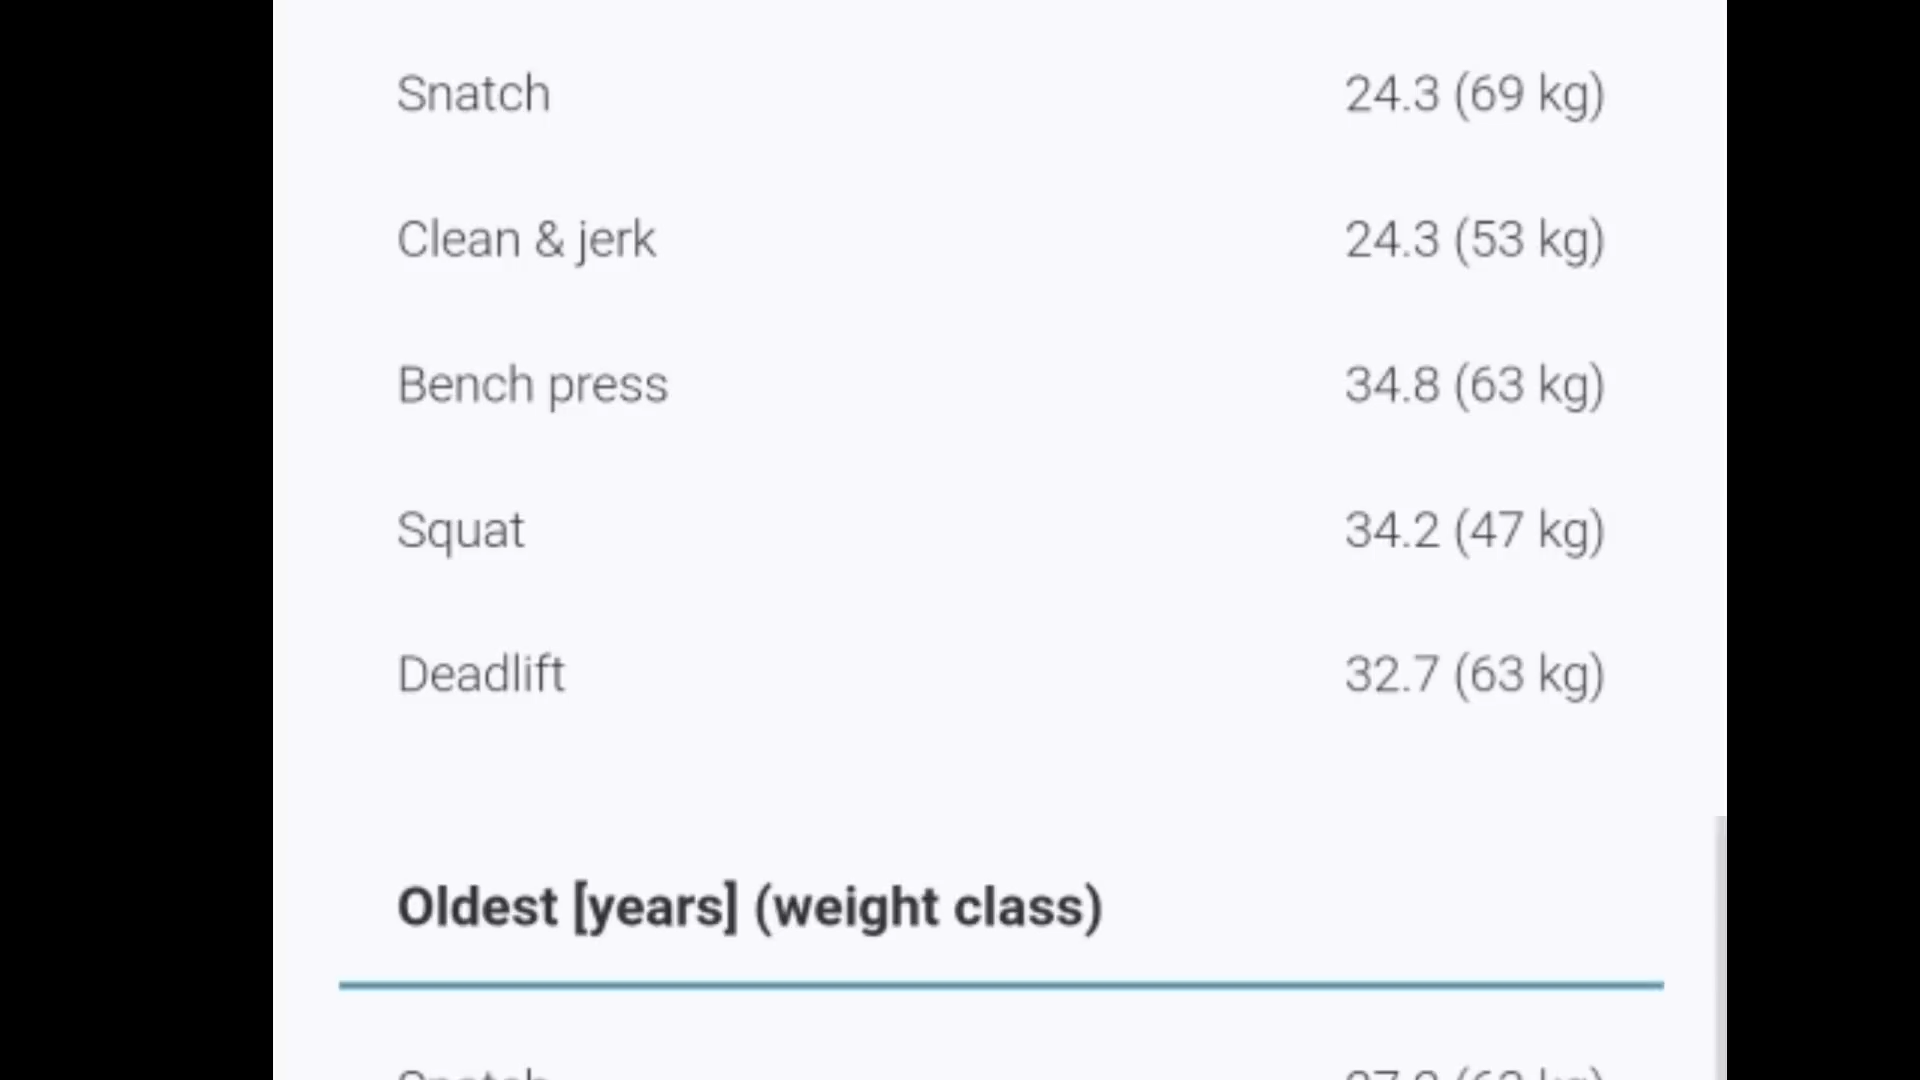 Snatch 24.3 (69 kg)
Clean & jerk 24.3 (53 kg)
Bench press 34.8 (63 kg)
Squat 34.2 (47 kg)
Deadlift 32.7 (63 kg)
Oldest [years] (weight class)
Snatch